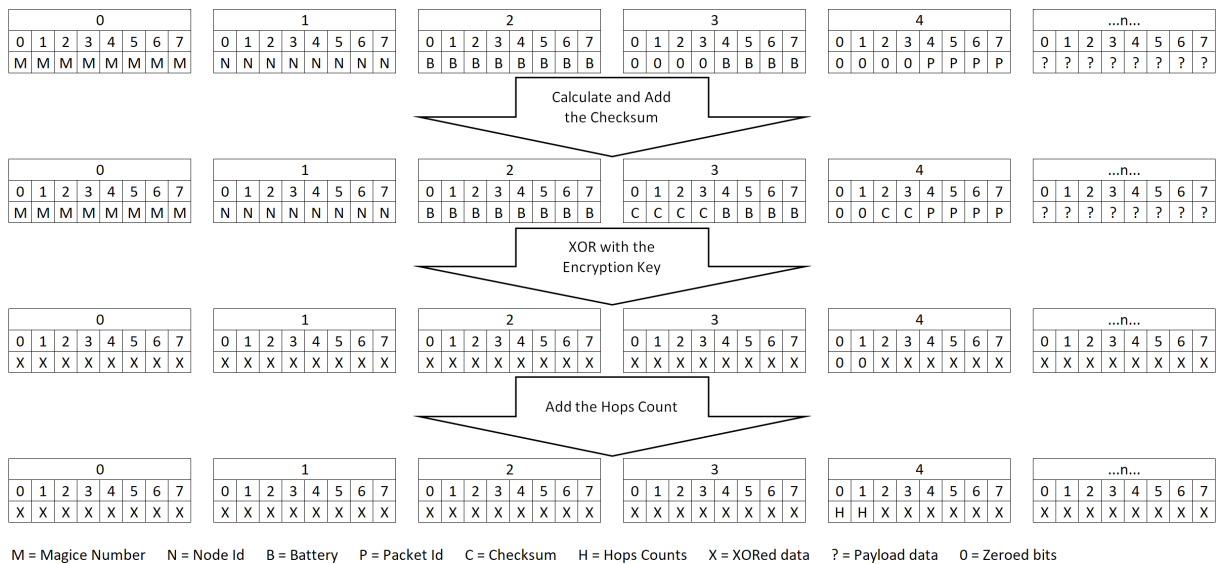 0 1 2 3 4 ...n...
0 1 2 3 4 5 6 7 0 1 2 3 4 5 6 7 0 1 2 3 4 5 6 7 0 1 2 3 4 5 6 7 0 1 2 3 4 5 6 7 0 1 2 3 4 5 6 7
M M M M M M M M N N N N N N N N B B B B B B B B 0 0 0 0 B B B B 0 0 0 0 P P P P ? ? ? ? ? ? ? ?
Calculate and Add
the Checksum
0 1 2 3 4 ...n...
0 1 2 3 4 5 6 7 0 1 2 3 4 5 6 7 0 1 2 3 4 5 6 7 0 1 2 3 4 5 6 7 0 1 2 3 4 5 6 7 0 1 2 3 4 5 6 7
M M M M M M M M N N N N N N N N B B B B B B B B C C C C B B B B 0 0 C C P P P P ? ? ? ? ? ? ? ?
XOR with the
Encryption Key
0 1 2 3 4 ...n...
0 1 2 3 4 5 6 7 0 1 2 3 4 5 6 7 0 1 2 3 4 5 6 7 0 1 2 3 4 5 6 7 0 1 2 3 4 5 6 7 0 1 2 3 4 5 6 7
X X X X X X X X X X X X X X X X X X X X X X X X X X X X X X X X 0 0 X X X X X X X X X X X X X X
Add the Hops Count
0 1 2 3 4 ...n...
0 1 2 3 4 5 6 7 0 1 2 3 4 5 6 7 0 1 2 3 4 5 6 7 0 1 2 3 4 5 6 7 0 1 2 3 4 5 6 7 0 1 2 3 4 5 6 7
X X X X X X X X X X X X X X X X X X X X X X X X X X X X X X X X H H X X X X X X X X X X X X X X
M = Magice Number N = Node Id B = Battery P = Packet Id C = Checksum H = Hops Counts X = XORed data ? = Payload data 0 = Zeroed bits